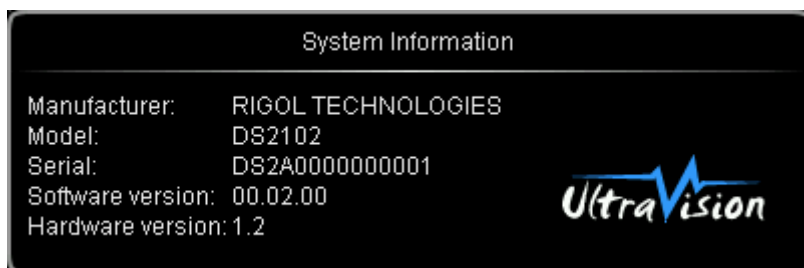 System Information
Manufacturer: RIGOL TECHNOLOGIES
Model: DS2102
Serial: DS2A0000000001
Software version: 00.02.00
Hardware version: 1.2
UltraVision